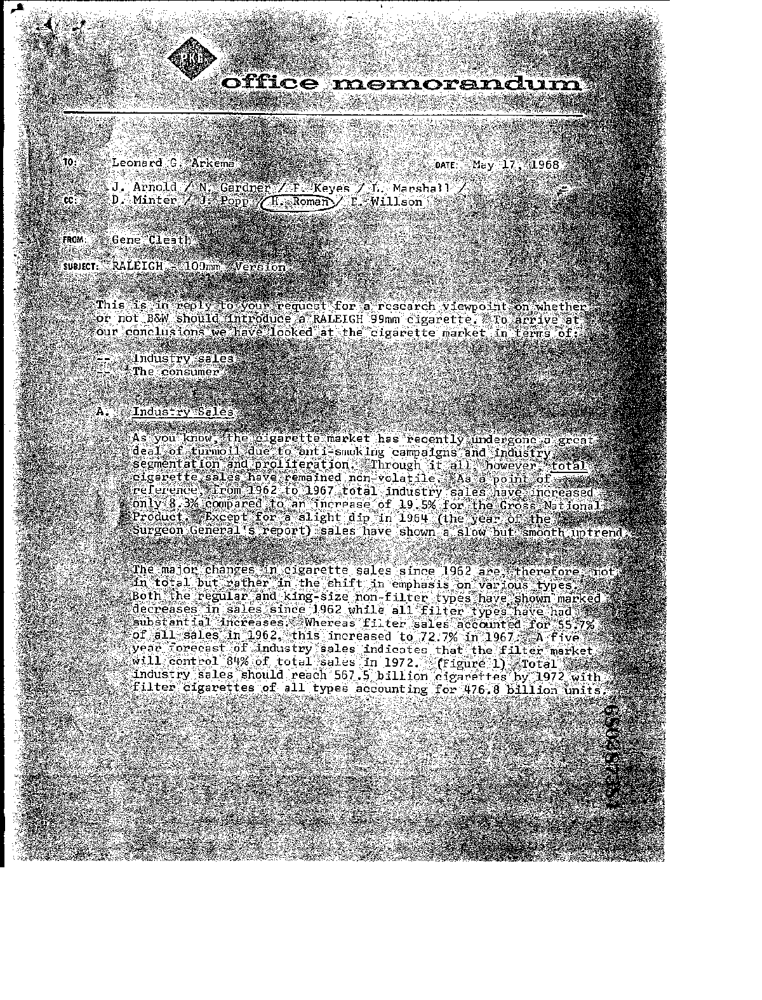 PKB
office memorandum
TO: Leonard G. Arkema
DATE: May 17, 1968
J. Arnold / N. Gardner / F. Keyes / L. Marshall /
CC: D. Minter / J. Popp / H. Roman / F. Willson
FROM: Gene Cleath
SUBJECT: RALEIGH - 100mm Version
This is in reply to your request for a research viewpoint on whether
or not B&W should introduce a RALEIGH 99mm cigarette. To arrive at
our conclusions we have looked at the cigarette market in terms of:
-- Industry sales
-- The consumer
A. Industry Sales
As you know, the cigarette market has recently undergone a great
deal of turmoil due to anti-smoking campaigns and industry
segmentation and proliferation. Through it all, however, total
cigarette sales have remained non-volatile. As a point of
reference, from 1962 to 1967 total industry sales have increased
only 8.3% compared to an increase of 19.5% for the Gross National
Product. Except for a slight dip in 1964 (the year of the
Surgeon General's report) sales have shown a slow but smooth uptrend.
The major changes in cigarette sales since 1962 are, therefore, not
in total but rather in the shift in emphasis on various types.
Both the regular and king-size non-filter types have shown marked
decreases in sales since 1962 while all filter types have had
substantial increases. Whereas filter sales accounted for 55.7%
of all sales in 1962, this increased to 72.7% in 1967. A five
year forecast of industry sales indicates that the filter market
will control 84% of total sales in 1972. (Figure 1) Total
industry sales should reach 567.5 billion cigarettes by 1972 with
filter cigarettes of all types accounting for 476.8 billion units.